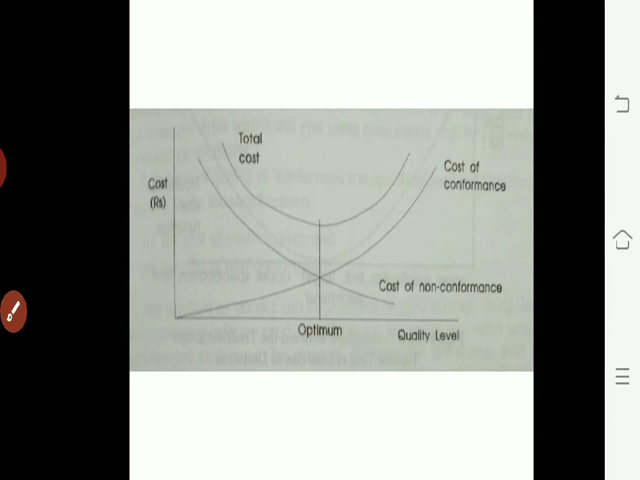 Total
cost
Cost of
conformance
Cost
(Rs)
Cost of non-conformance
Optimum
Quality Level